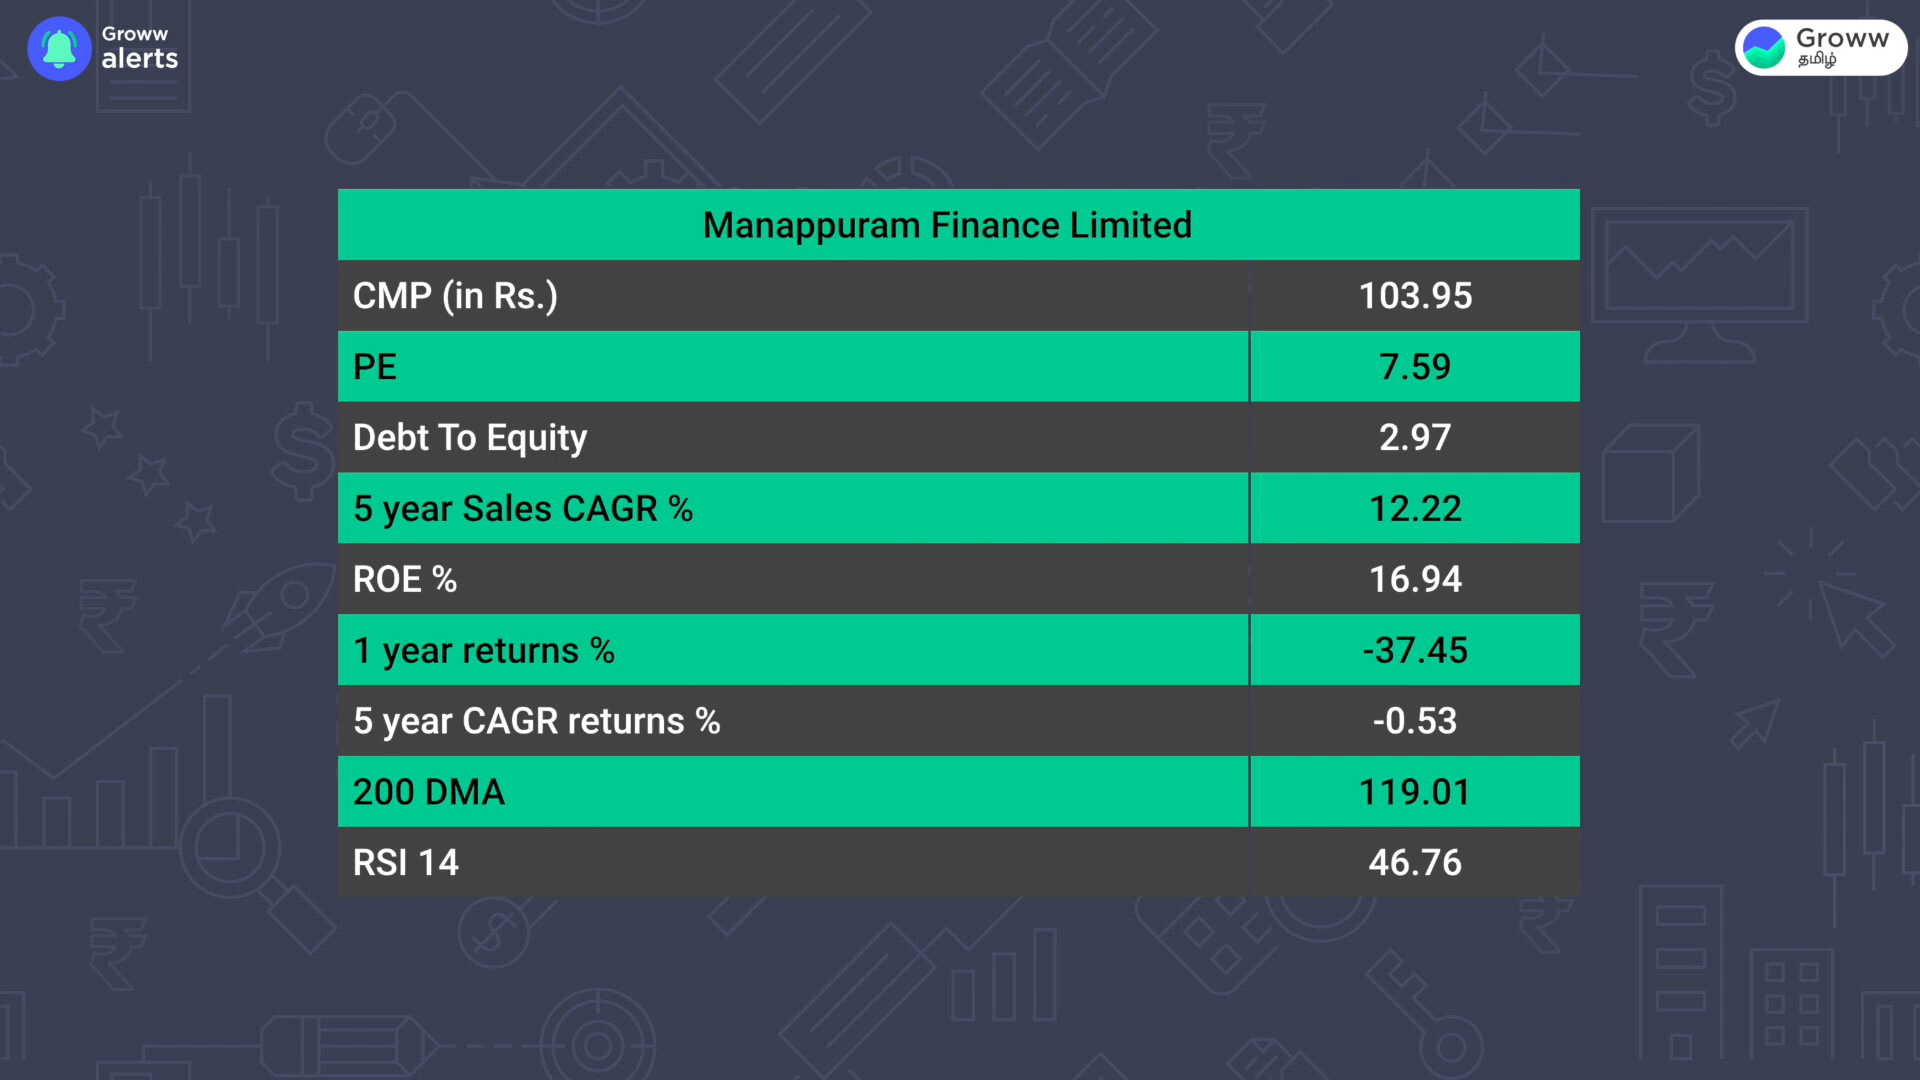 Groww
alerts
Groww
தமிழ்
Manappuram Finance Limited
CMP (in Rs.) 103.95
PE 7.59
Debt To Equity 2.97
5 year Sales CAGR % 12.22
ROE % 16.94
1 year returns % -37.45
5 year CAGR returns % -0.53
200 DMA 119.01
RSI 14 46.76